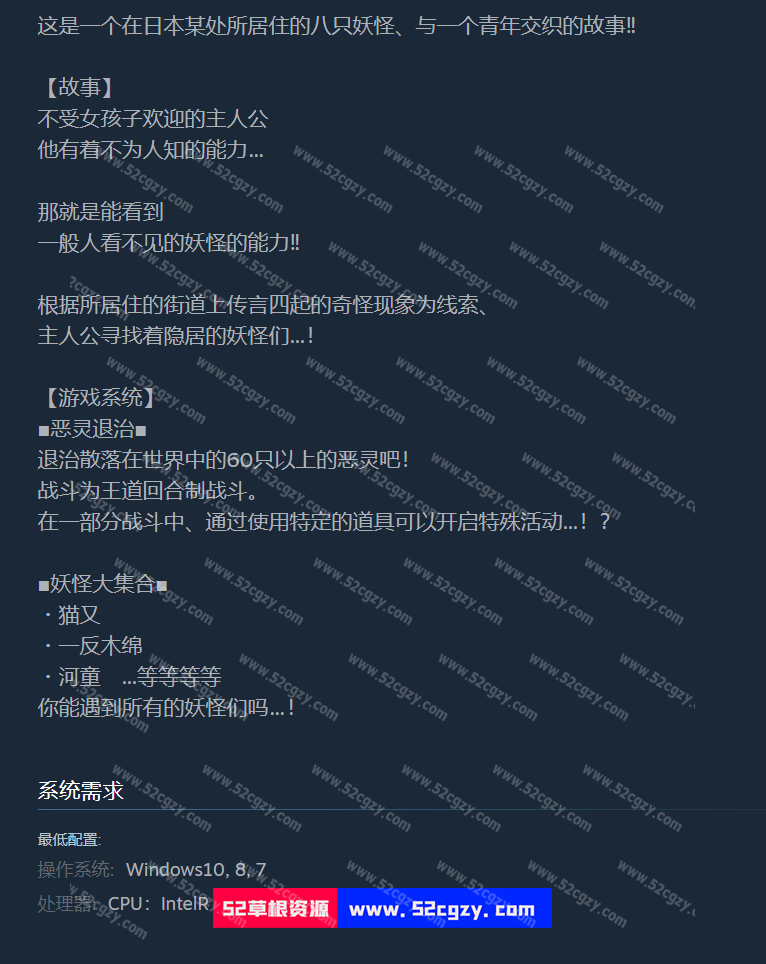 这是一个在日本某处所居住的八只妖怪、与一个青年交织的故事!!
【故事】
不受女孩子欢迎的主人公
他有着不为人知的能力...
那就是能看到
一般人看不见的妖怪的能力!!
根据所居住的街道上传言四起的奇怪现象为线索、
主人公寻找着隐居的妖怪们...！
【游戏系统】
■恶灵退治■
退治散落在世界中的60只以上的恶灵吧！
战斗为王道回合制战斗。
在一部分战斗中、通过使用特定的道具可以开启特殊活动...！？
■妖怪大集合■
・猫又
・一反木绵
・河童　...等等等等
你能遇到所有的妖怪们吗...！
系统需求
最低配置:
操作系统: Windows10, 8, 7
处理器: CPU：IntelR
52草根资源 www.52cgzy.com
www.52cgzy.com